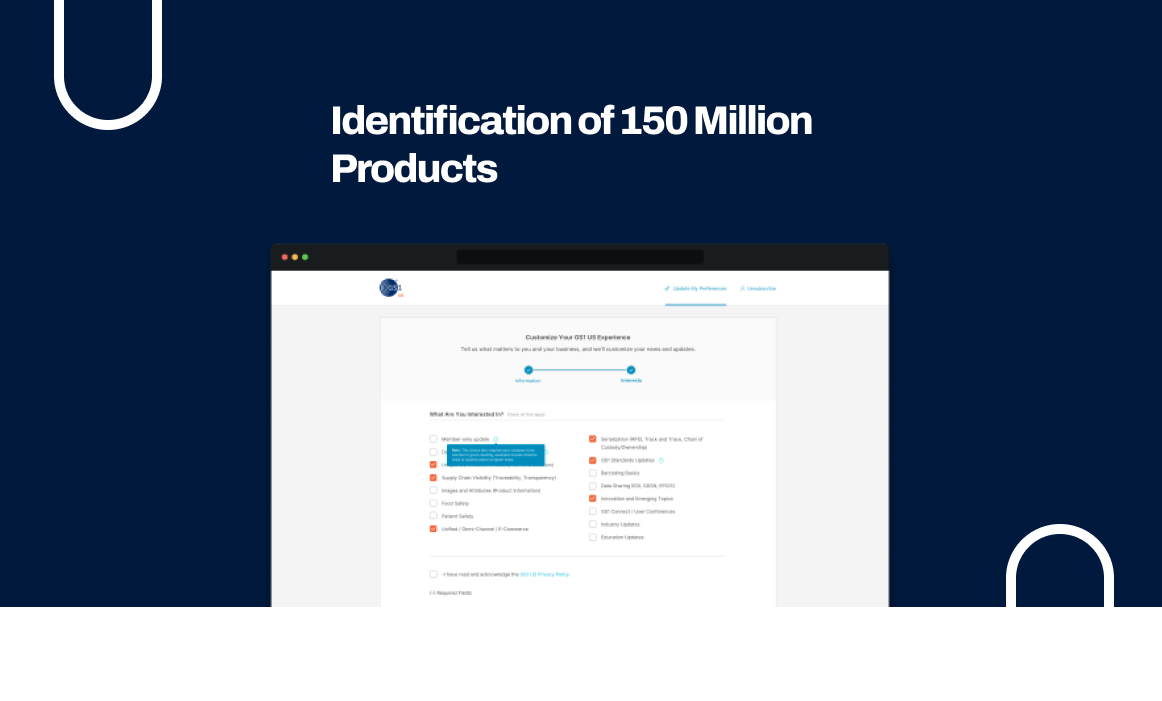 Identification of 150 Million
Products
GS1
US
Update My Preferences
Unsubscribe
Customize Your GS1 US Experience
Tell us what matters to you and your business, and we'll customize your news and updates.
Information
Interests
What Are You Interested In? Check all that apply
Member-only update
Supply Chain Visibility (Traceability, Transparency)
Images and Attributes (Product Information)
Food Safety
Patient Safety
Unified / Omni-Channel / E-Commerce
Serialization (RFID, Track and Trace, Chain of
Custody/Ownership)
GS1 Standards Updates
Barcoding Basics
Data Sharing (EDI, GDSN, EPCIS)
Innovation and Emerging Topics
GS1 Connect / User Conferences
Industry Updates
Education Updates
I have read and acknowledge the GS1 US Privacy Policy.
Required Fields